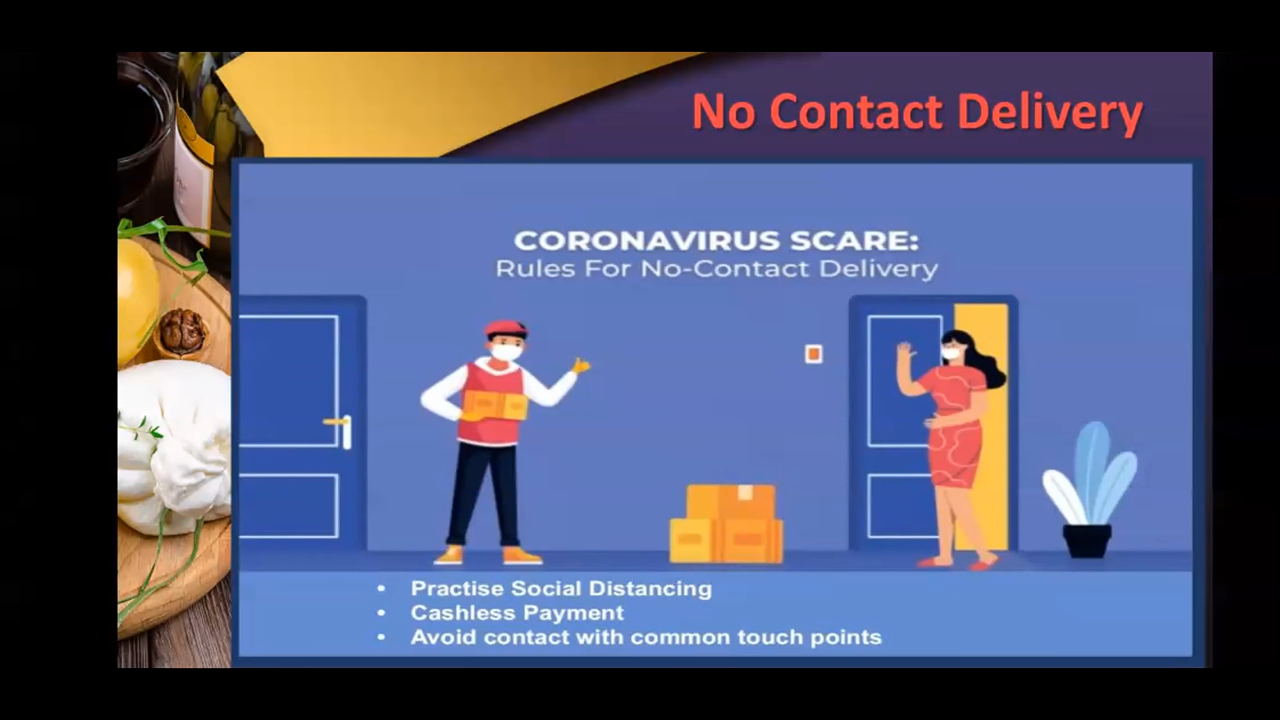 No Contact Delivery
CORONAVIRUS SCARE:
Rules For No-Contact Delivery
• Practise Social Distancing
• Cashless Payment
• Avoid contact with common touch points